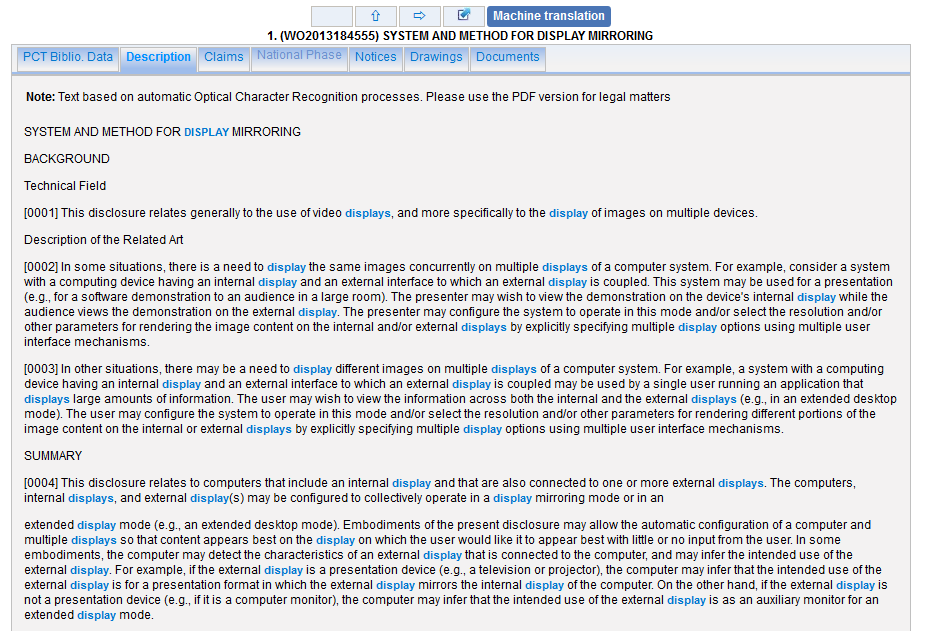 Machine translation
1. (WO2013184555) SYSTEM AND METHOD FOR DISPLAY MIRRORING
PCT Biblio. Data Description Claims National Phase Notices Drawings Documents
Note: Text based on automatic Optical Character Recognition processes. Please use the PDF version for legal matters
SYSTEM AND METHOD FOR DISPLAY MIRRORING
BACKGROUND
Technical Field
[0001] This disclosure relates generally to the use of video displays, and more specifically to the display of images on multiple devices.
Description of the Related Art
[0002] In some situations, there is a need to display the same images concurrently on multiple displays of a computer system. For example, consider a system
with a computing device having an internal display and an external interface to which an external display is coupled. This system may be used for a presentation
(e.g., for a software demonstration to an audience in a large room). The presenter may wish to view the demonstration on the device's internal display while the
audience views the demonstration on the external display. The presenter may configure the system to operate in this mode and/or select the resolution and/or
other parameters for rendering the image content on the internal and/or external displays by explicitly specifying multiple display options using multiple user
interface mechanisms.
[0003] In other situations, there may be a need to display different images on multiple displays of a computer system. For example, a system with a computing
device having an internal display and an external interface to which an external display is coupled may be used by a single user running an application that
displays large amounts of information. The user may wish to view the information across both the internal and the external displays (e.g., in an extended desktop
mode). The user may configure the system to operate in this mode and/or select the resolution and/or other parameters for rendering different portions of the
image content on the internal or external displays by explicitly specifying multiple display options using multiple user interface mechanisms.
SUMMARY
[0004] This disclosure relates to computers that include an internal display and that are also connected to one or more external displays. The computers,
internal displays, and external display(s) may be configured to collectively operate in a display mirroring mode or in an
extended display mode (e.g., an extended desktop mode). Embodiments of the present disclosure may allow the automatic configuration of a computer and
multiple displays so that content appears best on the display on which the user would like it to appear best with little or no input from the user. In some
embodiments, the computer may detect the characteristics of an external display that is connected to the computer, and may infer the intended use of the
external display. For example, if the external display is a presentation device (e.g., a television or projector), the computer may infer that the intended use of the
external display is for a presentation format in which the external display mirrors the internal display of the computer. On the other hand, if the external display is
not a presentation device (e.g., if it is a computer monitor), the computer may infer that the intended use of the external display is as an auxiliary monitor for an
extended display mode.